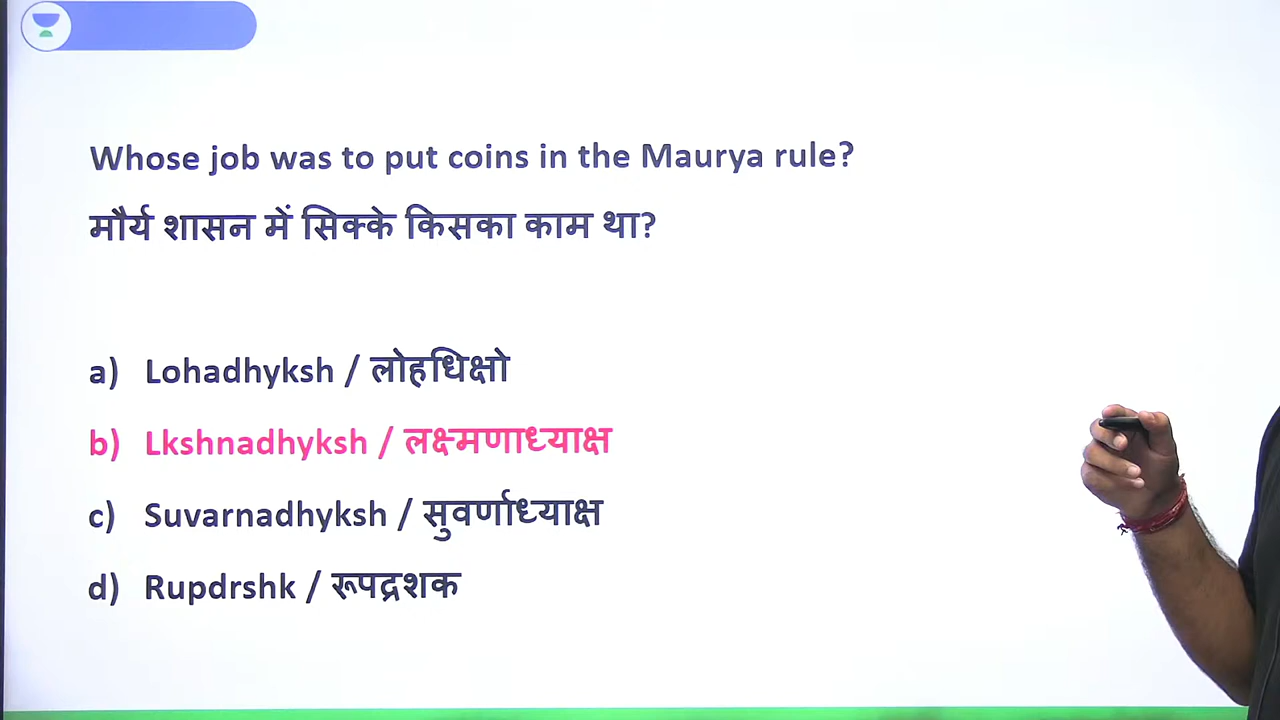 Whose job was to put coins in the Maurya rule?
मौर्य शासन में सिक्के किसका काम था?
a) Lohadhyksh / लोहधिक्षो
b) Lkshnadhyksh / लक्ष्मणाध्याक्ष
c) Suvarnadhyksh / सुवर्णाध्याक्ष
d) Rupdrshk / रूपद्रशक